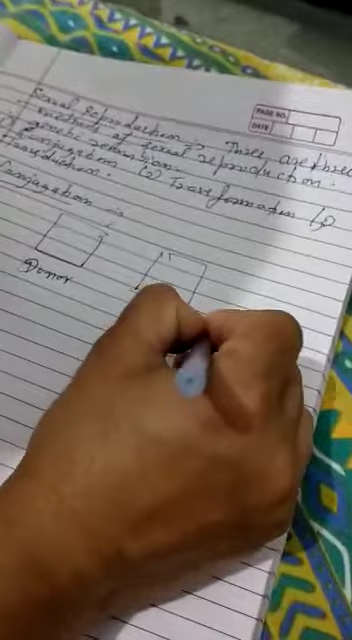 PAGE NO.
DATE
Sexual Reproduction :- There are three
methods of sexual reproduction.
genetic
Conjugation (2) Transformation (3)
Transduction.
Conjugation :-
Donor